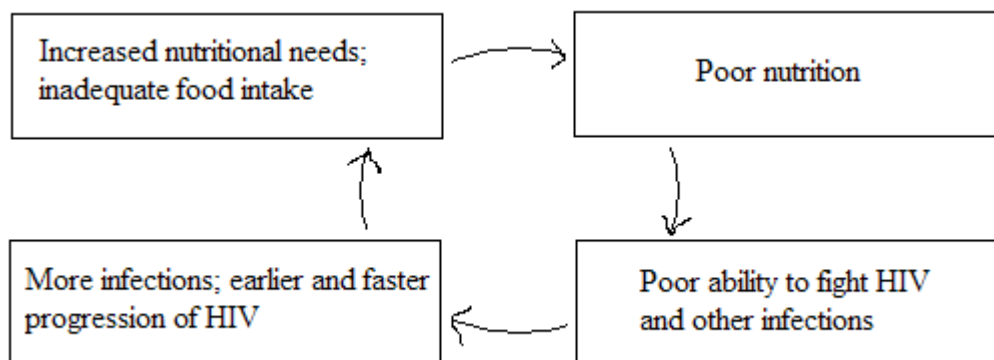 Increased nutritional needs;
inadequate food intake
Poor nutrition
Poor ability to fight HIV
and other infections
More infections; earlier and faster
progression of HIV